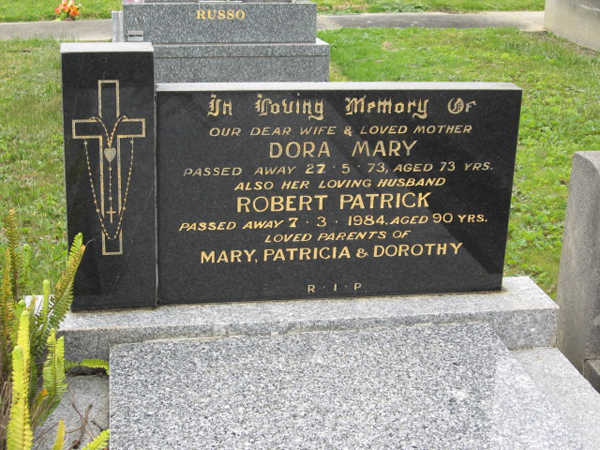 RUSSO
In Loving Memory Of
OUR DEAR WIFE & LOVED MOTHER
DORA MARY
PASSED AWAY 27·5·73, AGED 73 YRS.
ALSO HER LOVING HUSBAND
ROBERT PATRICK
PASSED AWAY 7·3·1984, AGED 90 YRS.
LOVED PARENTS OF
MARY, PATRICIA & DOROTHY
R·I·P